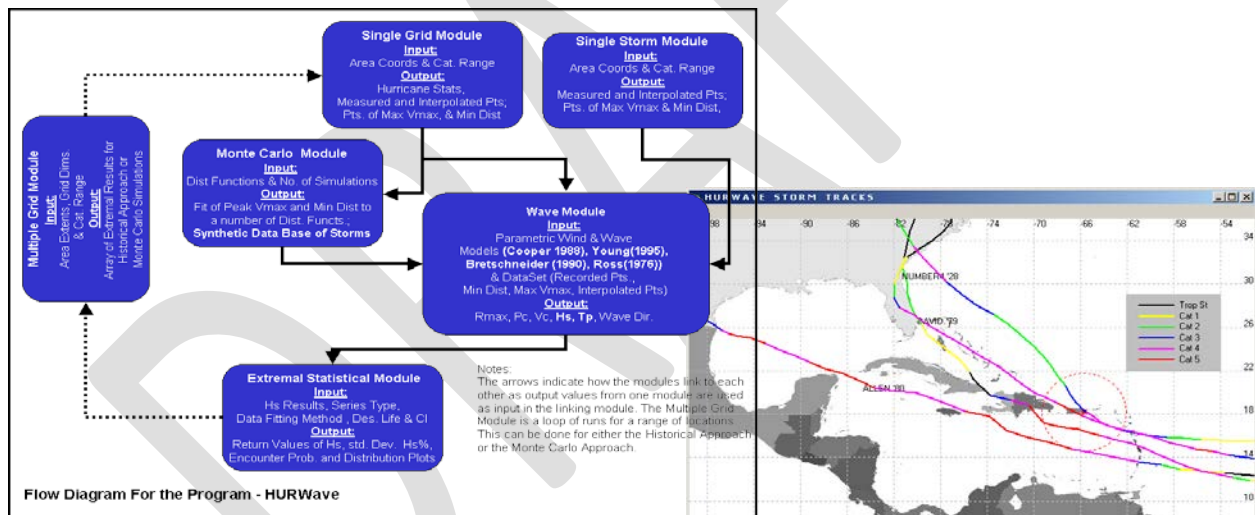 Single Grid Module
Input:
Area Coords & Cat. Range
Output:
Hurricane Stats,
Measured and Interpolated Pts;
Pts. of Max Vmax, & Min Dist
Single Storm Module
Input:
Area Coords & Cat. Range
Output:
Measured and Interpolated Pts;
Pts. of Max Vmax & Min Dist,
Multiple Grid Module
Input:
Area Extents, Grid Dims.
& Cat. Range
Output:
Array of Extremal Results for
Historical Approach or
Monte Carlo Simulations
Monte Carlo Module
Input:
Dist Functions & No. of Simulations
Output:
Fit of Peak Vmax and Min Dist to
a number of Dist. Functs.;
Synthetic Data Base of Storms
Wave Module
Input:
Parametric Wind & Wave
Models (Cooper 1988), Young(1995),
Bretschneider (1990), Ross(1976))
& DataSet (Recorded Pts.,
Min Dist, Max Vmax, Interpolated Pts)
Output:
Rmax, Pc, Vc, Hs, Tp, Wave Dir.
Extremal Statistical Module
Input:
Hs Results, Series Type,
Data Fitting Method , Des. Life & CI
Output:
Return Values of Hs, std. Dev. Hs%,
Encounter Prob. and Distribution Plots
Notes:
The arrows indicate how the modules link to each
other as output values from one module are used
as input in the linking module. The Multiple Grid
Module is a loop of runs for a range of locations
This can be done for either the Historical Approach
or the Monte Carlo Approach.
Flow Diagram For the Program - HURWave
HURWAVE STORM TRACKS
-98 -94 -90 -86 -82 -78 -74 -70 -66 -62 -58 -54
34
30
26
22
18
14
10
NUMBER4 '28
DAVID '79
ALLEN '80
Trop St
Cat 1
Cat 2
Cat 3
Cat 4
Cat 5
DRAFT